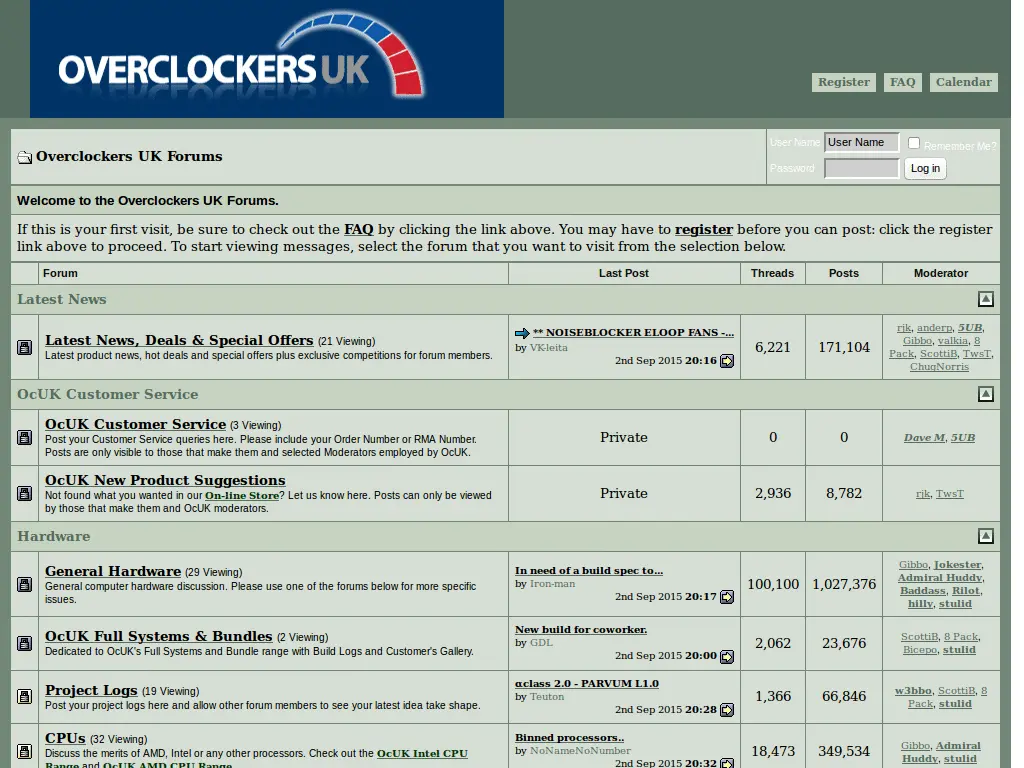 OVERCLOCKERS UK
Register FAQ Calendar
Overclockers UK Forums
User Name User Name Remember Me?
Password Log in
Welcome to the Overclockers UK Forums.
If this is your first visit, be sure to check out the FAQ by clicking the link above. You may have to register before you can post: click the register
link above to proceed. To start viewing messages, select the forum that you want to visit from the selection below.
Forum Last Post Threads Posts Moderator
Latest News
Latest News, Deals & Special Offers (21 Viewing)
Latest product news, hot deals and special offers plus exclusive competitions for forum members.
** NOISEBLOCKER ELOOP FANS -...
by VK-leita
2nd Sep 2015 20:16
6,221
171,104
rjk, anderp, 5UB,
Gibbo, valkia, 8
Pack, ScottiB, TwsT,
ChugNorris
OcUK Customer Service
OcUK Customer Service (3 Viewing)
Post your Customer Service queries here. Please include your Order Number or RMA Number.
Posts are only visible to those that make them and selected Moderators employed by OcUK.
Private
0
0
Dave M, 5UB
OcUK New Product Suggestions
Not found what you wanted in our On-line Store? Let us know here. Posts can only be viewed
by those that make them and OcUK moderators.
Private
2,936
8,782
rjk, TwsT
Hardware
General Hardware (29 Viewing)
General computer hardware discussion. Please use one of the forums below for more specific
issues.
In need of a build spec to...
by Iron-man
2nd Sep 2015 20:17
100,100
1,027,376
Gibbo, Jokester,
Admiral Huddy,
Baddass, Rilot,
hilly, stulid
OcUK Full Systems & Bundles (2 Viewing)
Dedicated to OcUK's Full Systems and Bundle range with Build Logs and Customer's Gallery.
New build for coworker.
by GDL
2nd Sep 2015 20:00
2,062
23,676
ScottiB, 8 Pack,
Bicepo, stulid
Project Logs (19 Viewing)
Post your project logs here and allow other forum members to see your latest idea take shape.
αclass 2.0 - PARVUM L1.0
by Teuton
2nd Sep 2015 20:28
1,366
66,846
w3bbo, ScottiB, 8
Pack, stulid
CPUs (32 Viewing)
Discuss the merits of AMD, Intel or any other processors. Check out the OcUK Intel CPU
Range and OcUK AMD CPU Range.
Binned processors..
by NoNameNoNumber
2nd Sep 2015 20:32
18,473
349,534
Gibbo, Admiral
Huddy, stulid